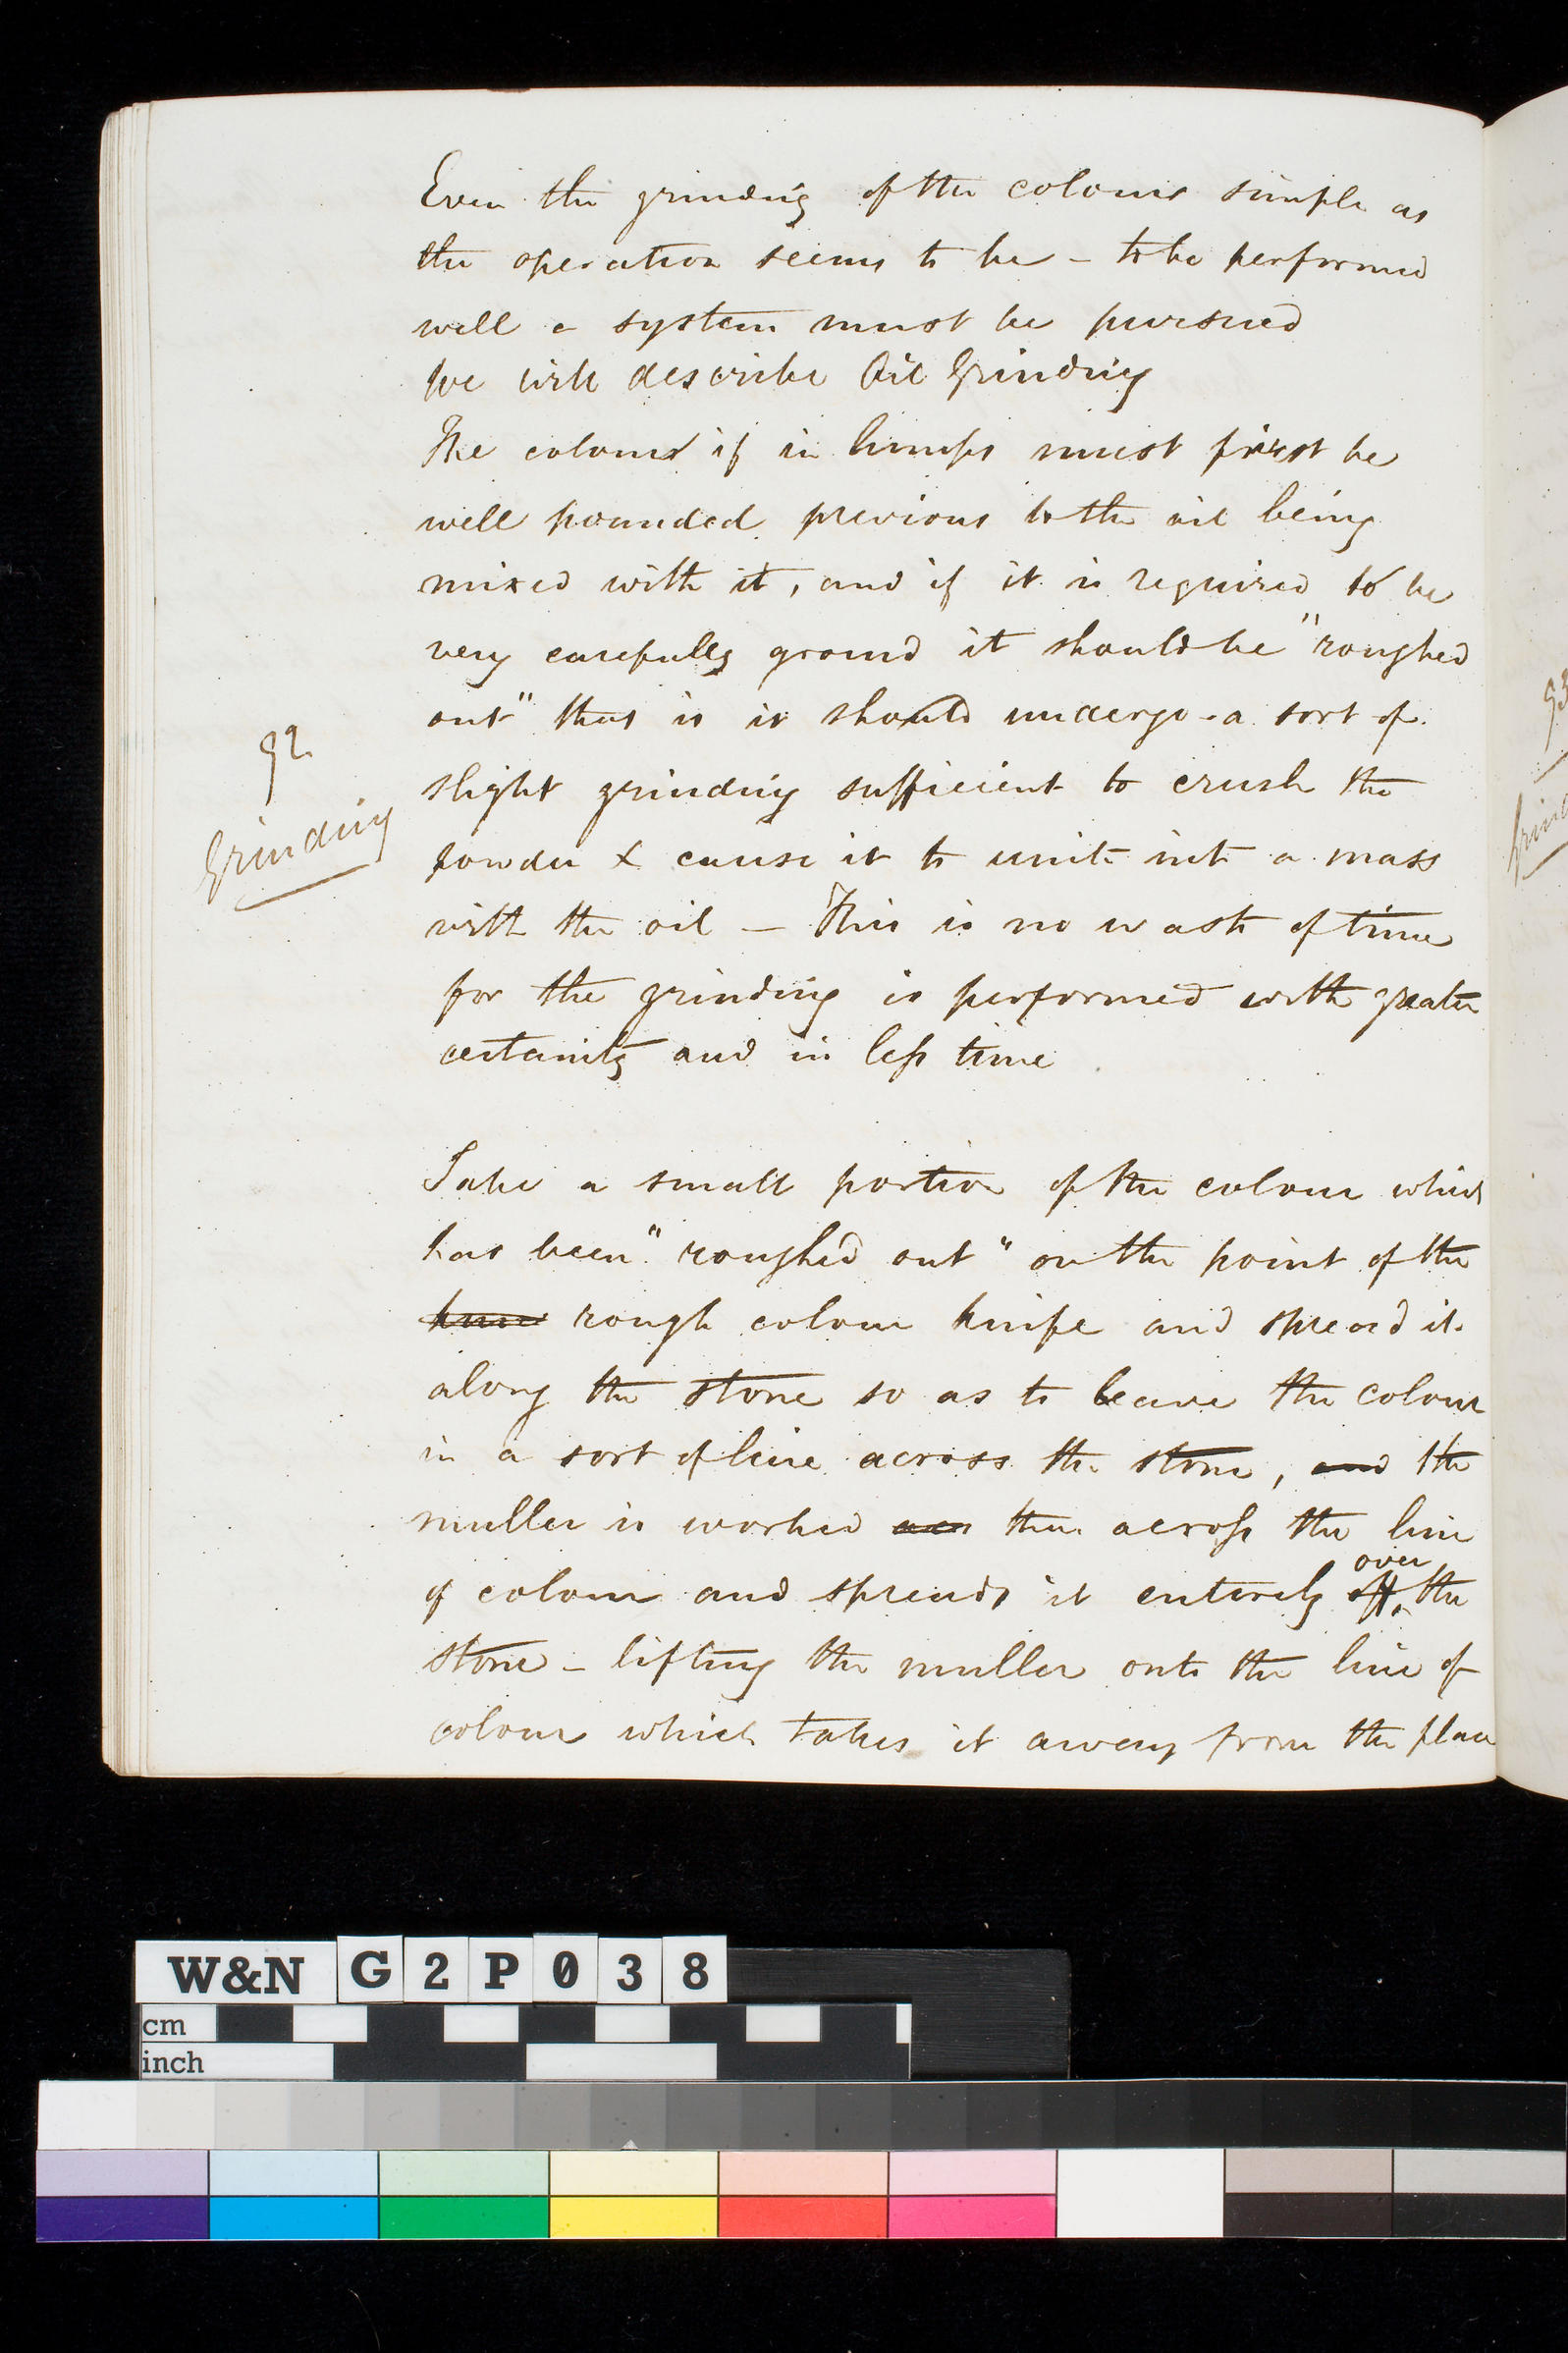 Even the grinding of the colours simple as
the operation seems to be - to be performed
well a system must be pursued
We will describe Oil Grinding
The colour if in lumps must first be
well pounded previous to the oil being
mixed with it, and if it is required to be
very carefully ground it should be "roughed
out" that is it should undergo a sort of
slight grinding sufficient to crush the
powder & cause it to unite into a mass
with the oil — This is no waste of time
for the grinding is performed with greater
certainty and in less time
92
Grinding
Take a small portion of the colour which
has been "roughed out" on the point of the
rough colour knife and spread it
along the stone so as to leave the colour
in a sort of line across the stone, and the
muller is worked acr then across the line
of colour and spreads it entirely off over the
stone - lifting the muller onto the line of
colour which takes it away from the place
93
W&N G2P038
cm
inch